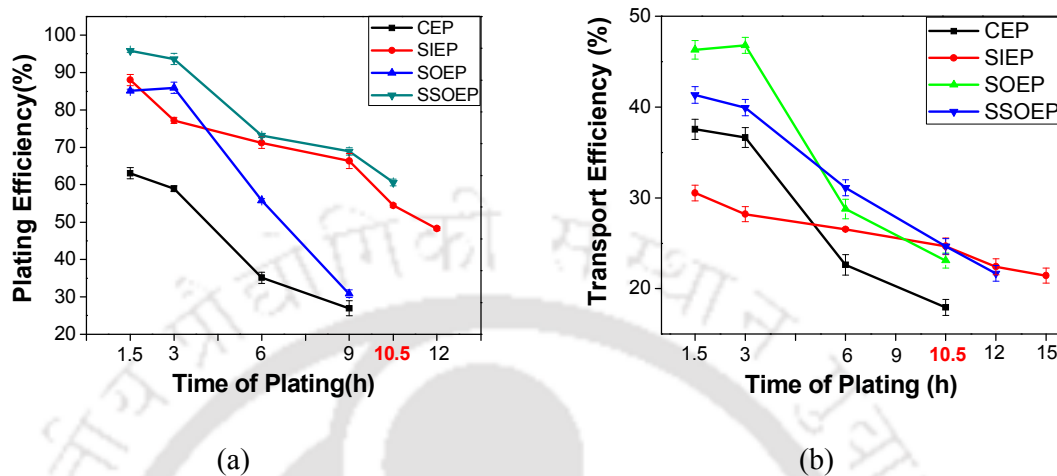 CEP
SIEP
SOEP
SSOEP
Plating Efficiency(%)
100
90
80
70
60
50
40
30
20
1.5 3 6 9 10.5 12
Time of Plating(h)
(a)
CEP
SIEP
SOEP
SSOEP
Transport Efficiency (%)
50
40
30
20
1.5 3 6 9 10.5 12 15
Time of Plating (h)
(b)